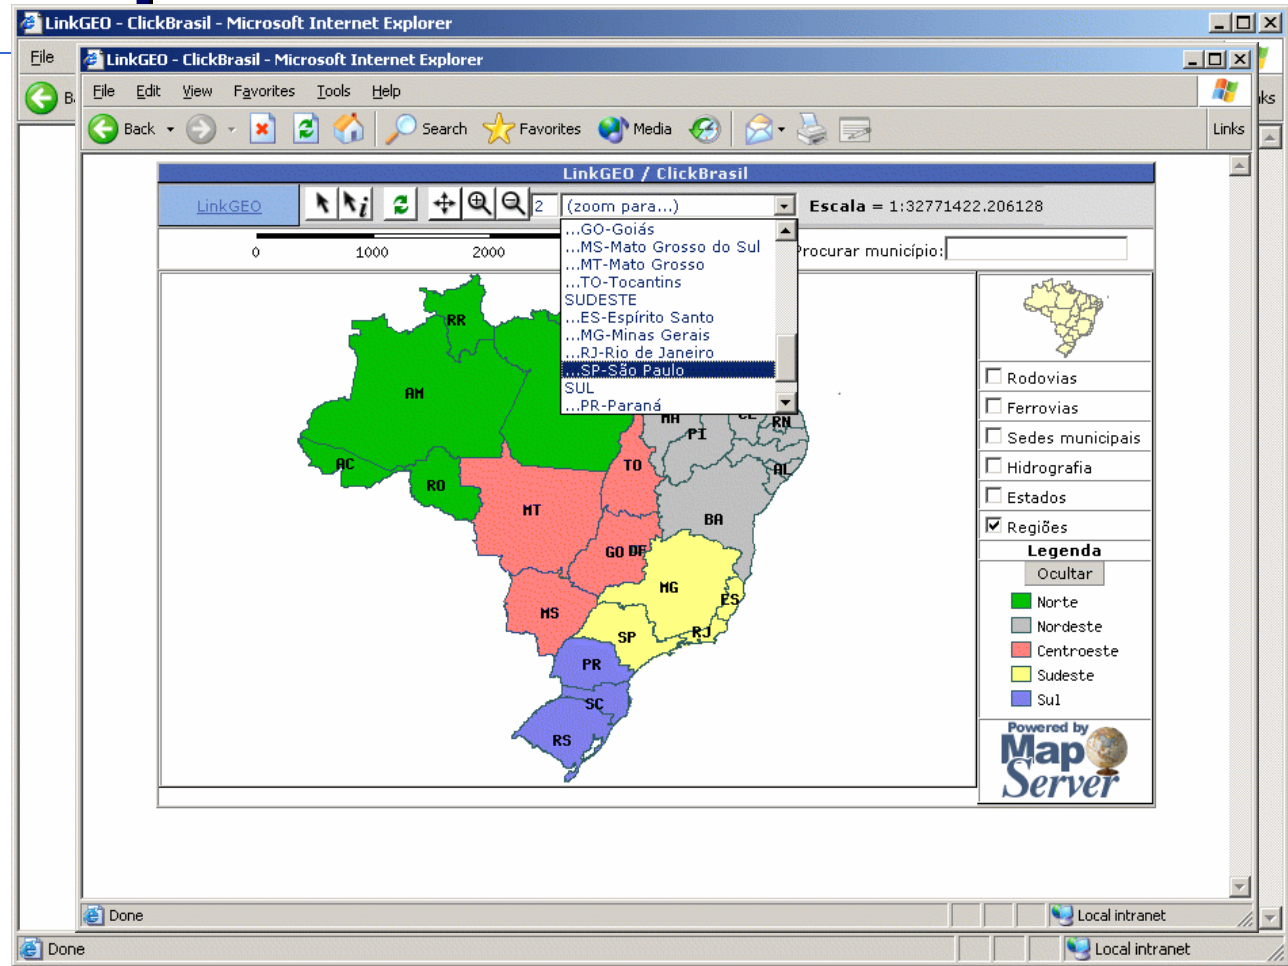 LinkGEO - ClickBrasil - Microsoft Internet Explorer
File
LinkGEO - ClickBrasil - Microsoft Internet Explorer
File Edit View Favorites Tools Help
Back Search Favorites Media Links
LinkGEO / ClickBrasil
LinkGEO 2 (zoom para...) Escala = 1:32771422.206128
0 1000 2000 Procurar município:
...GO-Goiás
...MS-Mato Grosso do Sul
...MT-Mato Grosso
...TO-Tocantins
SUDESTE
...ES-Espírito Santo
...MG-Minas Gerais
...RJ-Rio de Janeiro
...SP-São Paulo
SUL
...PR-Paraná
RR
AM
AC
RO
MT
TO
MA
PI
CE
RN
AL
BA
GO DF
MS
MG
ES
SP
RJ
PR
SC
RS
Rodovias
Ferrovias
Sedes municipais
Hidrografia
Estados
Regiões
Legenda
Ocultar
Norte
Nordeste
Centroeste
Sudeste
Sul
Powered by
Map
Server
Done Local intranet
Done Local intranet